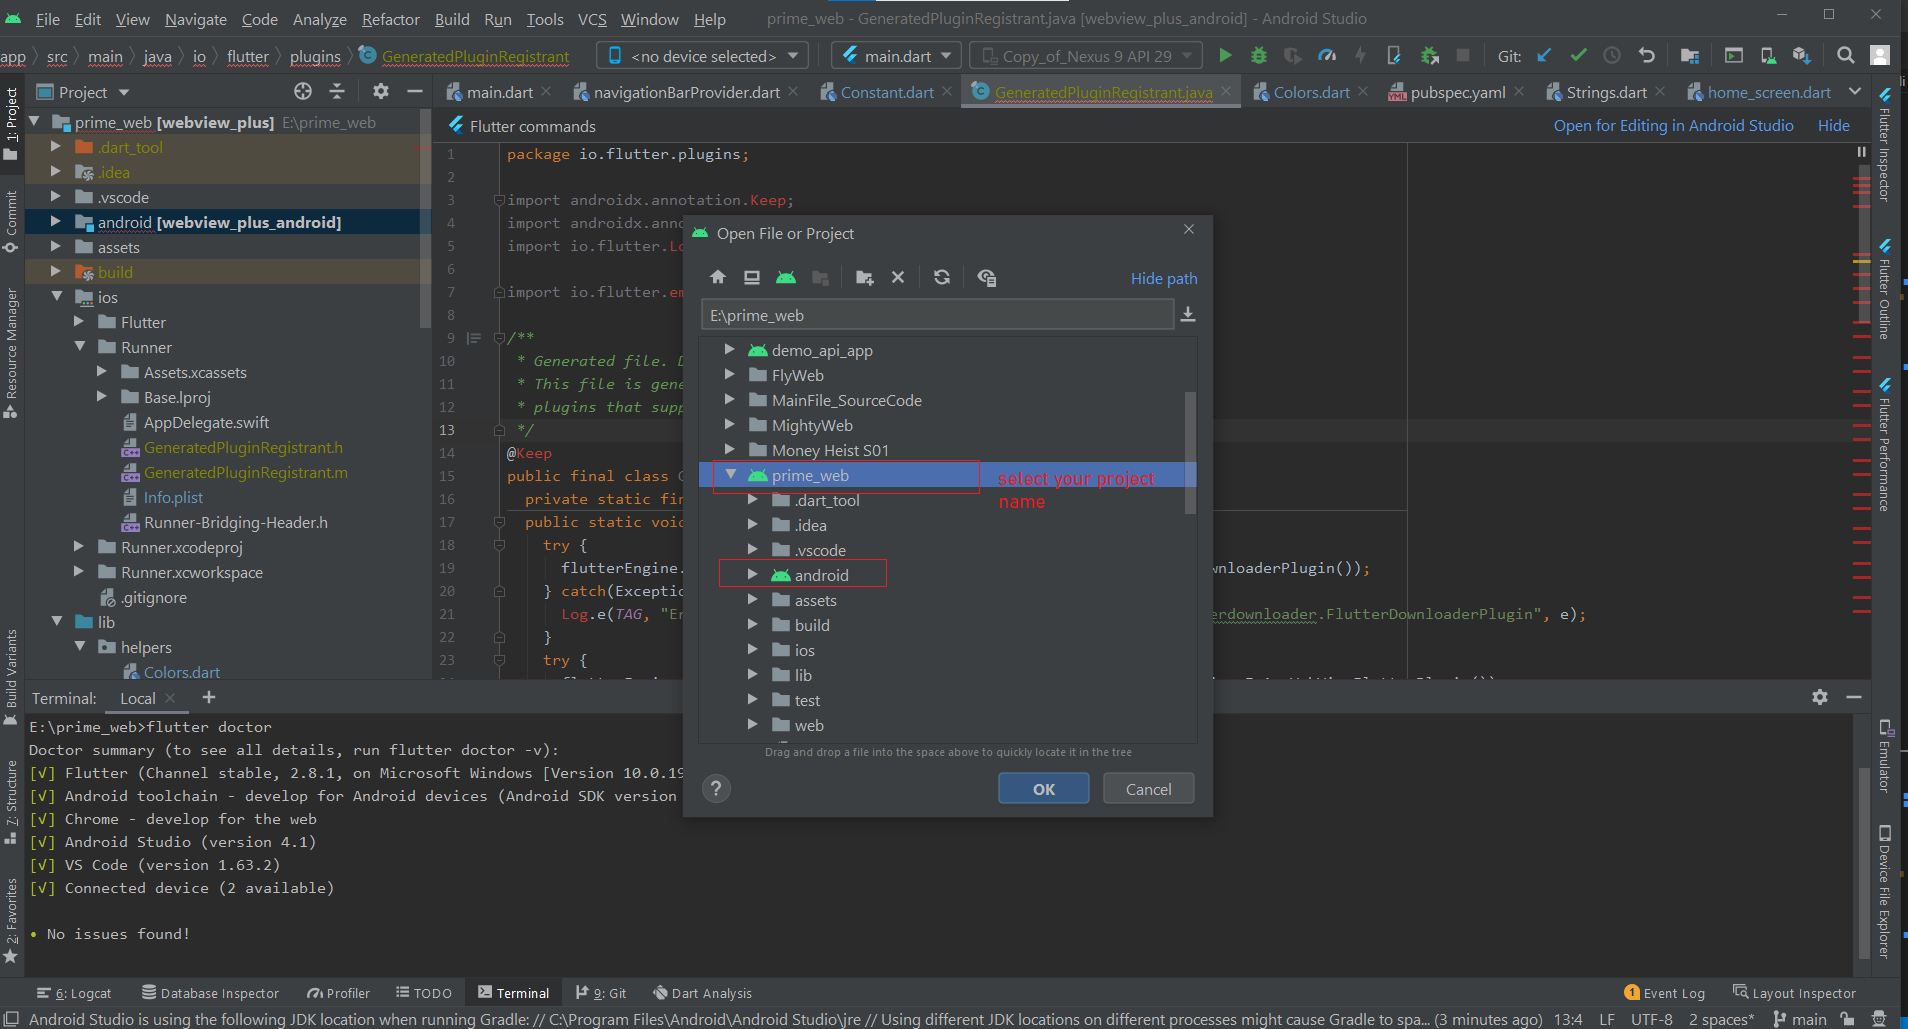 File Edit View Navigate Code Analyze Refactor Build Run Tools VCS Window Help prime_web - GeneratedPluginRegistrant.java [webview_plus_android] - Android Studio
app src main java io flutter plugins GeneratedPluginRegistrant <no device selected> main.dart Copy_of_Nexus 9 API 29 Git:
Project
main.dart navigationBarProvider.dart Constant.dart GeneratedPluginRegistrant.java Colors.dart pubspec.yaml Strings.dart home_screen.dart
Flutter commands Open for Editing in Android Studio Hide
1: Project
Commit
Resource Manager
Build Variants
7: Structure
2: Favorites
prime_web [webview_plus] E:\prime_web
.dart_tool
.idea
.vscode
android [webview_plus_android]
assets
build
ios
Flutter
Runner
Assets.xcassets
Base.lproj
AppDelegate.swift
GeneratedPluginRegistrant.h
GeneratedPluginRegistrant.m
Info.plist
Runner-Bridging-Header.h
Runner.xcodeproj
Runner.xcworkspace
.gitignore
lib
helpers
Colors.dart
1 package io.flutter.plugins;
2
3 import androidx.annotation.Keep;
4 import androidx.anno
5 import io.flutter.Lo
6
7 import io.flutter.em
8
9 /**
10 * Generated file. D
11 * This file is gene
12 * plugins that supp
13 */
14 @Keep
15 public final class G
16 private static fin
17 public static void
18 try {
19 flutterEngine. wnloaderPlugin());
20 } catch(Exceptio
21 Log.e(TAG, "Er erdownloader.FlutterDownloaderPlugin", e);
22 }
23 try {
Open File or Project
Hide path
E:\prime_web
demo_api_app
FlyWeb
MainFile_SourceCode
MightyWeb
Money Heist S01
prime_web
select your project
name
.dart_tool
.idea
.vscode
android
assets
build
ios
lib
test
web
Drag and drop a file into the space above to quickly locate it in the tree
? OK Cancel
Flutter Inspector
Flutter Outline
Flutter Performance
Emulator
Device File Explorer
Terminal: Local
E:\prime_web>flutter doctor
Doctor summary (to see all details, run flutter doctor -v):
[√] Flutter (Channel stable, 2.8.1, on Microsoft Windows [Version 10.0.19
[√] Android toolchain - develop for Android devices (Android SDK version
[√] Chrome - develop for the web
[√] Android Studio (version 4.1)
[√] VS Code (version 1.63.2)
[√] Connected device (2 available)
• No issues found!
6: Logcat Database Inspector Profiler TODO Terminal 9: Git Dart Analysis 1 Event Log Layout Inspector
Android Studio is using the following JDK location when running Gradle: // C:\Program Files\Android\Android Studio\jre // Using different JDK locations on different processes might cause Gradle to spa... (3 minutes ago) 13:4 LF UTF-8 2 spaces* main